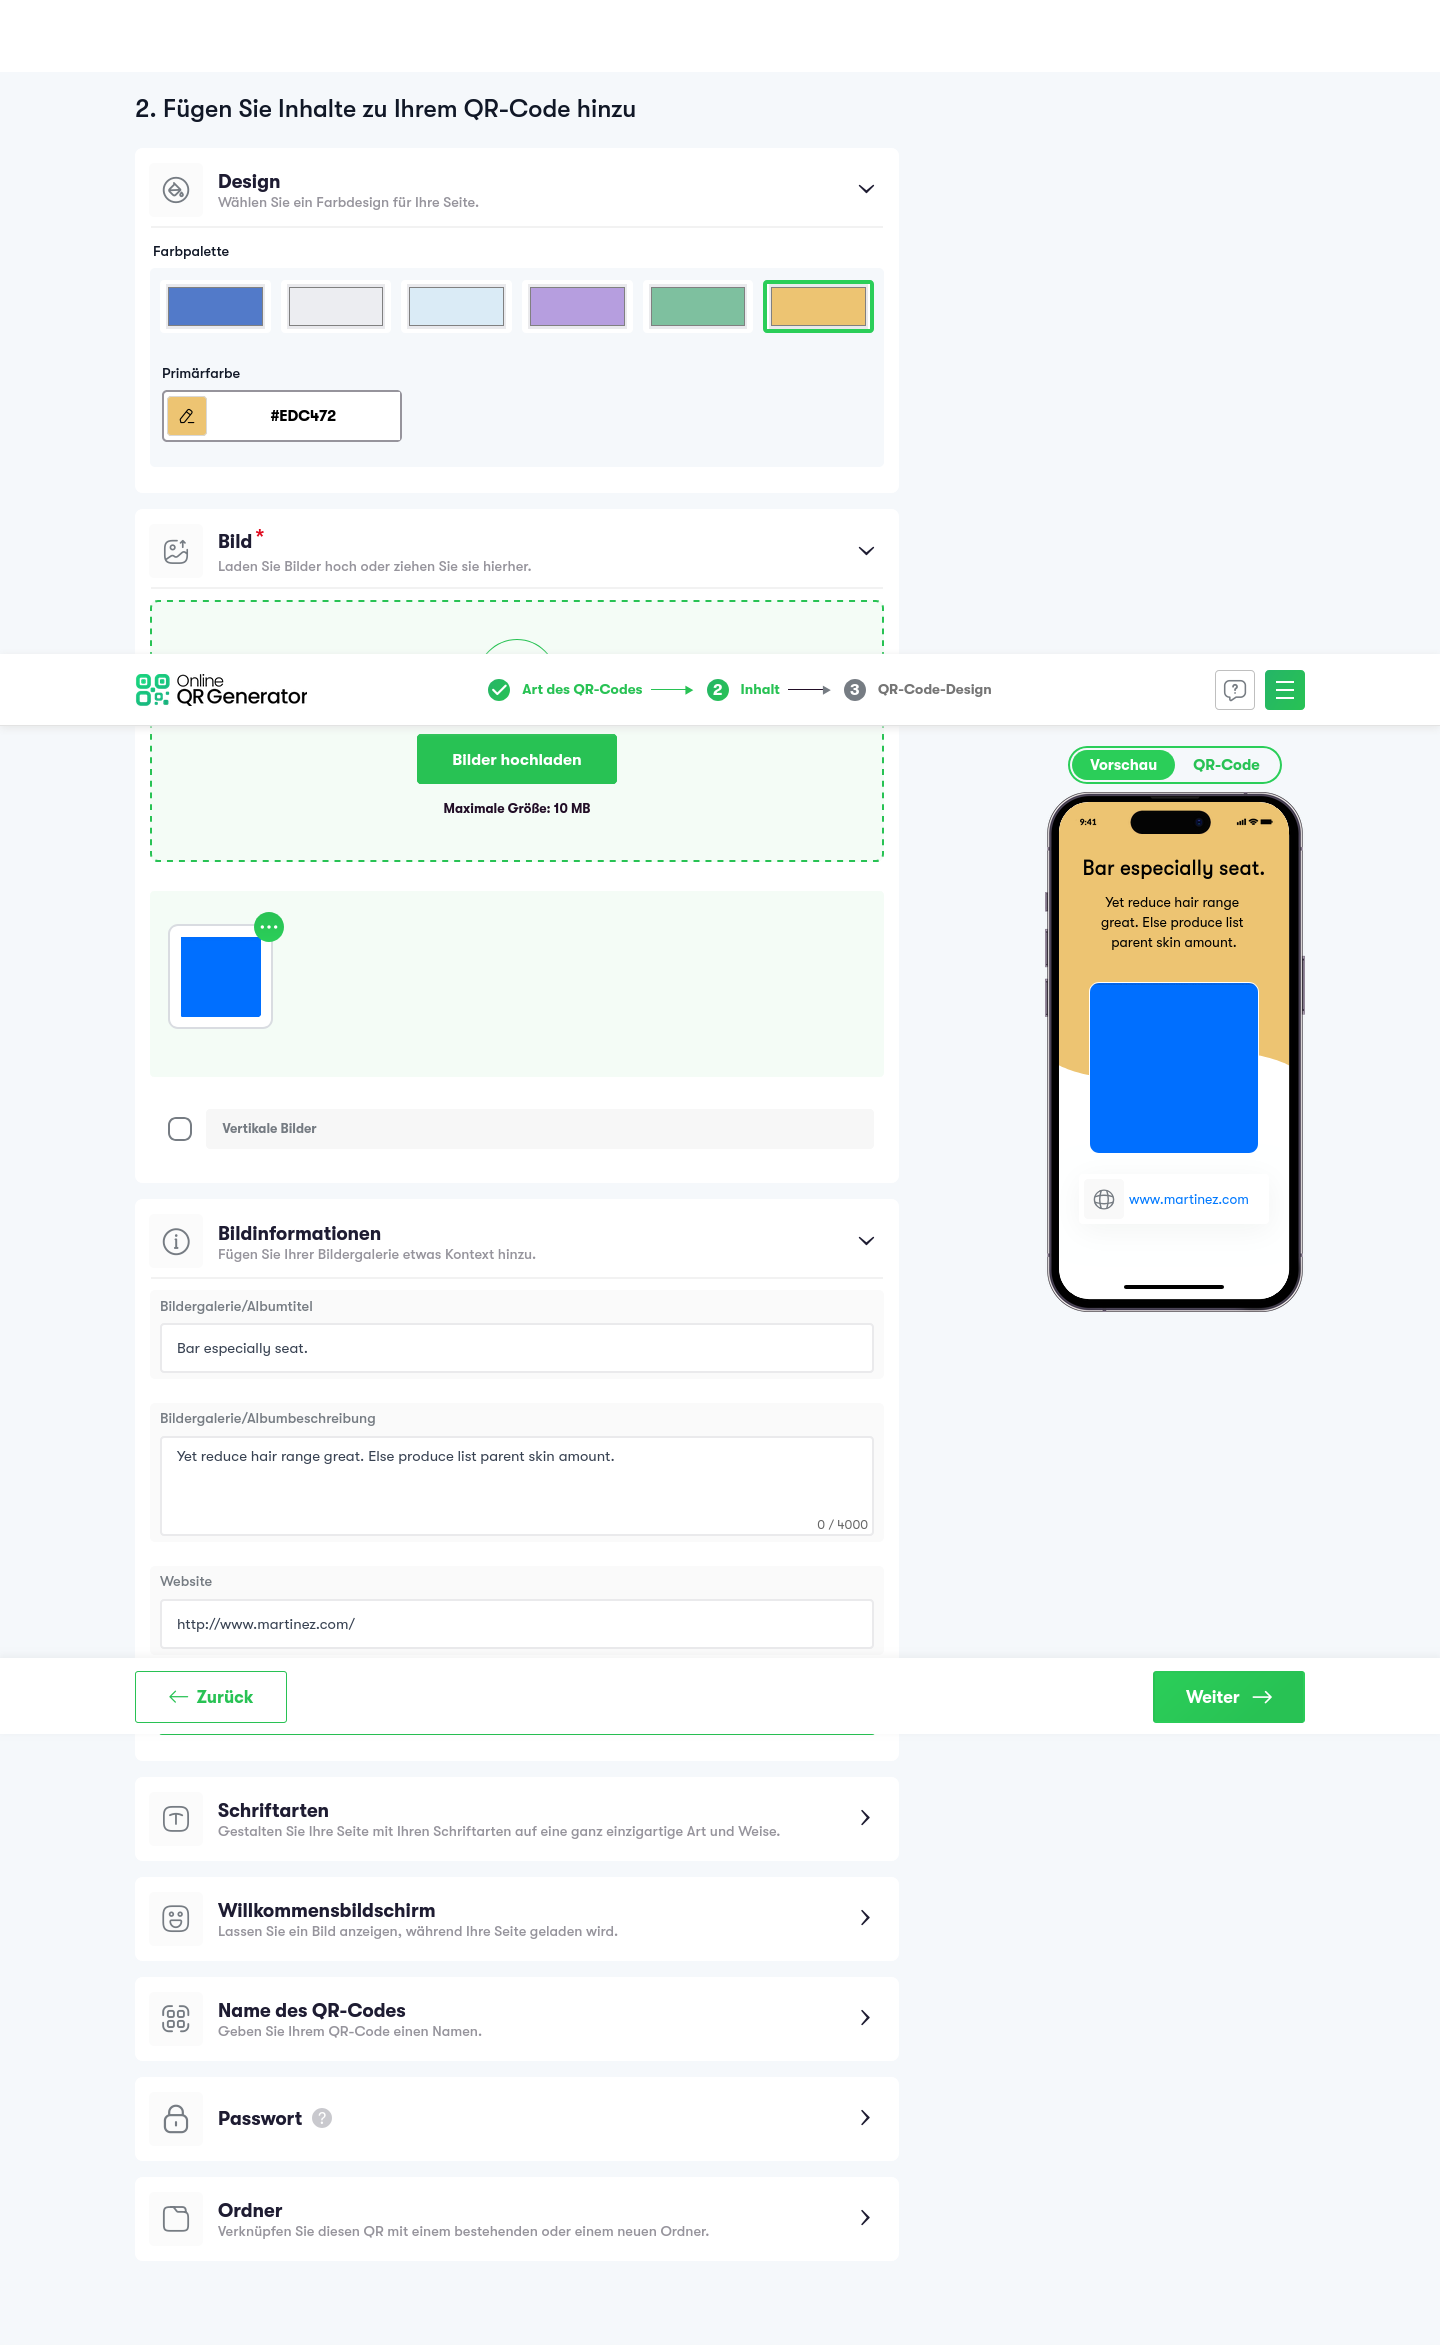 2. Fügen Sie Inhalte zu Ihrem QR-Code hinzu
Design
Wählen Sie ein Farbdesign für Ihre Seite.
Farbpalette
Primärfarbe
#EDC472
Bild *
Laden Sie Bilder hoch oder ziehen Sie sie hierher.
Online
QR Generator
Art des QR-Codes
2 Inhalt
3 QR-Code-Design
Bilder hochladen
Maximale Größe: 10 MB
Vertikale Bilder
Bildinformationen
Fügen Sie Ihrer Bildergalerie etwas Kontext hinzu.
Bildergalerie/Albumtitel
Bar especially seat.
Bildergalerie/Albumbeschreibung
Yet reduce hair range great. Else produce list parent skin amount.
0 / 4000
Website
http://www.martinez.com/
Vorschau
QR-Code
9:41
Bar especially seat.
Yet reduce hair range
great. Else produce list
parent skin amount.
www.martinez.com
Zurück
Weiter
Schriftarten
Gestalten Sie Ihre Seite mit Ihren Schriftarten auf eine ganz einzigartige Art und Weise.
Willkommensbildschirm
Lassen Sie ein Bild anzeigen, während Ihre Seite geladen wird.
Name des QR-Codes
Geben Sie Ihrem QR-Code einen Namen.
Passwort ?
Ordner
Verknüpfen Sie diesen QR mit einem bestehenden oder einem neuen Ordner.